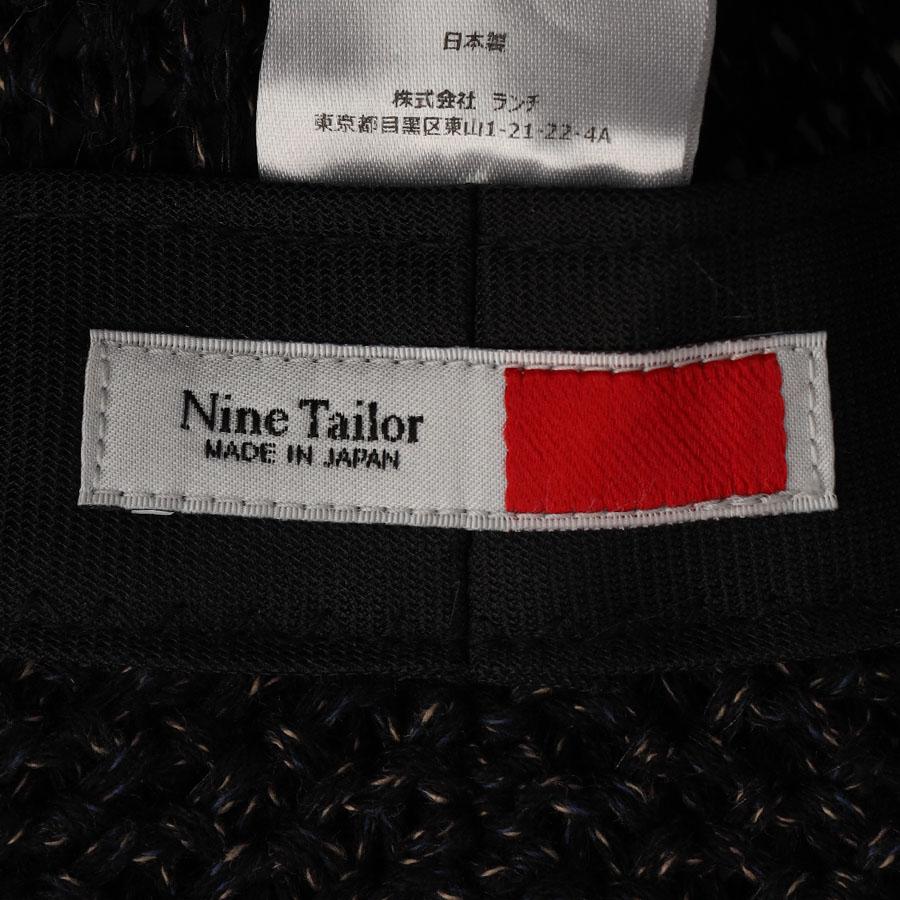 日本製
株式会社 ランチ
東京都目黒区東山1-21-22-4A
Nine Tailor
MADE IN JAPAN